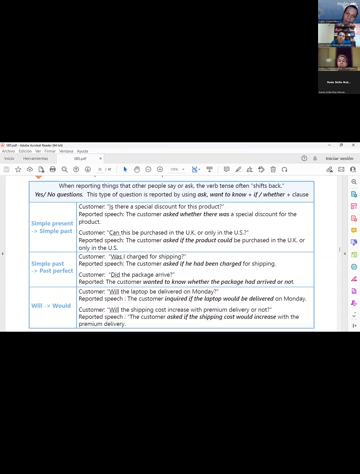 SB5.pdf - Adobe Acrobat Reader (64-bit)
Archivo Edición Ver Firmar Ventana Ayuda
Inicio Herramientas SB5.pdf × Iniciar sesión
When reporting things that other people say or ask, the verb tense often "shifts back."
Yes/ No questions. This type of question is reported by using ask, want to know + if / whether + clause
Simple present
-> Simple past
Customer: "Is there a special discount for this product?"
Reported speech: The customer asked whether there was a special discount for the
product.
Customer: "Can this be purchased in the U.K. or only in the U.S.?"
Reported speech: The customer asked if the product could be purchased in the U.K. or
only in the U.S.
Simple past
-> Past perfect
Customer: "Was I charged for shipping?"
Reported speech: The customer asked if he had been charged for shipping.
Customer: "Did the package arrive?"
Reported: The customer wanted to know whether the package had arrived or not.
Will -> Would
Customer: "Will the laptop be delivered on Monday?"
Reported speech : The customer inquired if the laptop would be delivered on Monday.
Customer: "Will the shipping cost increase with premium delivery or not?"
Reported speech : "The customer asked if the shipping cost would increase with the
premium delivery.